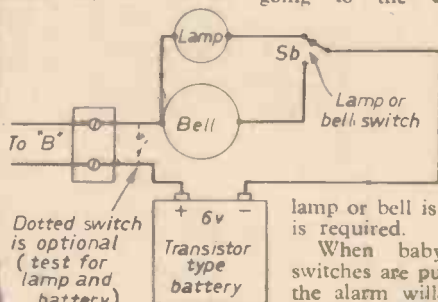 going to the
Lamp
Sb
Lamp or
bell switch
Bell
To "B"
+ 6v −
Transistor
type
battery
Dotted switch
is optional
(test for
lamp and
battery)
lamp or bell is
is required.
When baby
switches are pu
the alarm will